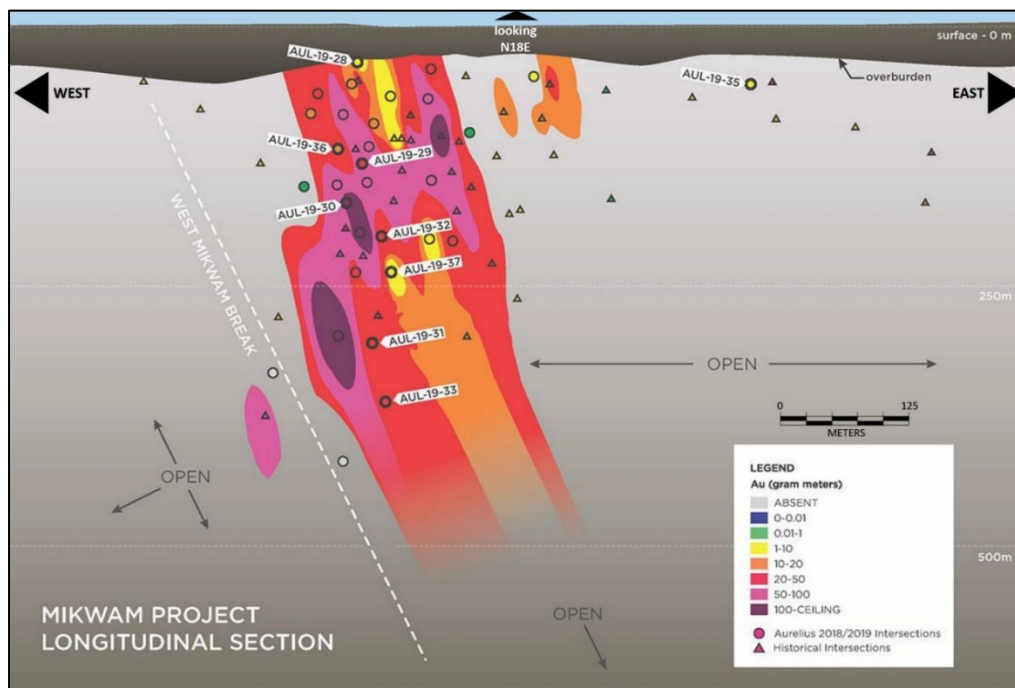 looking
N18E
surface - 0 m
AUL-19-28
AUL-19-35
overburden
WEST
EAST
AUL-19-36
AUL-19-29
AUL-19-30
AUL-19-32
AUL-19-37
WEST MIKWAM BREAK
250m
AUL-19-31
OPEN
AUL-19-33
0 125
METERS
OPEN
LEGEND
Au (gram meters)
ABSENT
0-0.01
0.01-1
1-10
10-20
20-50
50-100
100-CEILING
Aurelius 2018/2019 Intersections
Historical Intersections
500m
MIKWAM PROJECT
LONGITUDINAL SECTION
OPEN